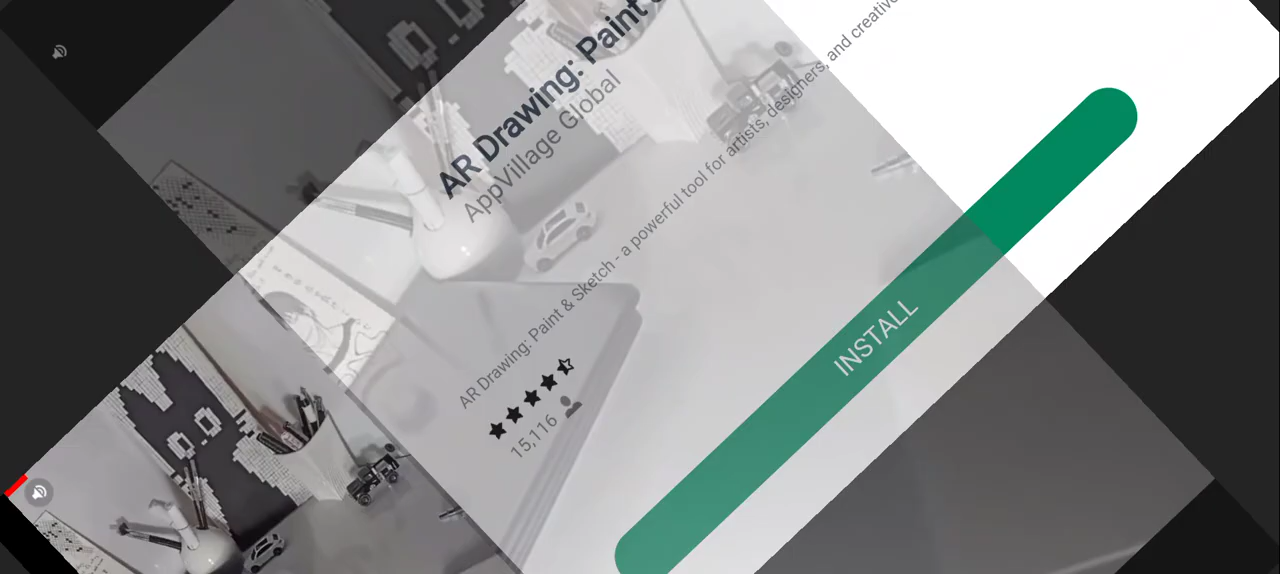 AR Drawing: Paint &
AppVillage Global
AR Drawing: Paint & Sketch - a powerful tool for artists, designers, and creative
15,116
INSTALL